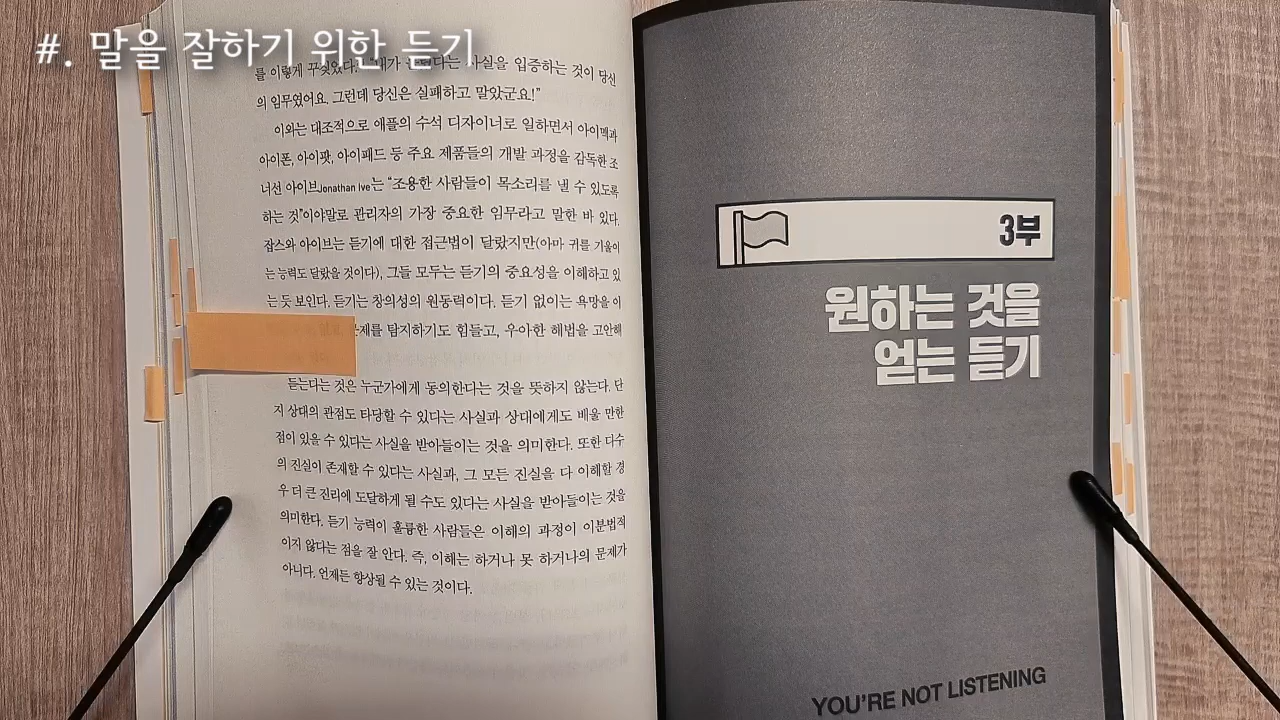 #. 말을 잘하기 위한 듣기
를 이렇게 꾸짖었다. “내가 사실을 입증하는 것이 당신
의 임무였어요. 그런데 당신은 실패하고 말았군요!”
이와는 대조적으로 애플의 수석 디자이너로 일하면서 아이맥과
아이폰, 아이팟, 아이패드 등 주요 제품들의 개발 과정을 감독한 조
너선 아이브Jonathan Ive는 “조용한 사람들이 목소리를 낼 수 있도록
하는 것”이야말로 관리자의 가장 중요한 임무라고 말한 바 있다.
잡스와 아이브는 듣기에 대한 접근법이 달랐지만(아마 귀를 기울이
는 능력도 달랐을 것이다), 그들 모두는 듣기의 중요성을 이해하고 있
는 듯 보인다. 듣기는 창의성의 원동력이다. 듣기 없이는 욕망을 이
탐지하기도 힘들고, 우아한 해법을 고안해
듣는다는 것은 누군가에게 동의한다는 것을 뜻하지 않는다. 단
지 상대의 관점도 타당할 수 있다는 사실과 상대에게도 배울 만한
점이 있을 수 있다는 사실을 받아들이는 것을 의미한다. 또한 다수
의 진실이 존재할 수 있다는 사실과, 그 모든 진실을 다 이해할 경
우 더 큰 진리에 도달하게 될 수도 있다는 사실을 받아들이는 것을
의미한다. 듣기 능력이 훌륭한 사람들은 이해의 과정이 이분법적
이지 않다는 점을 잘 안다. 즉, 이해는 하거나 못 하거나의 문제가
아니다. 언제든 향상될 수 있는 것이다.
3부
원하는 것을
얻는 듣기
YOU'RE NOT LISTENING